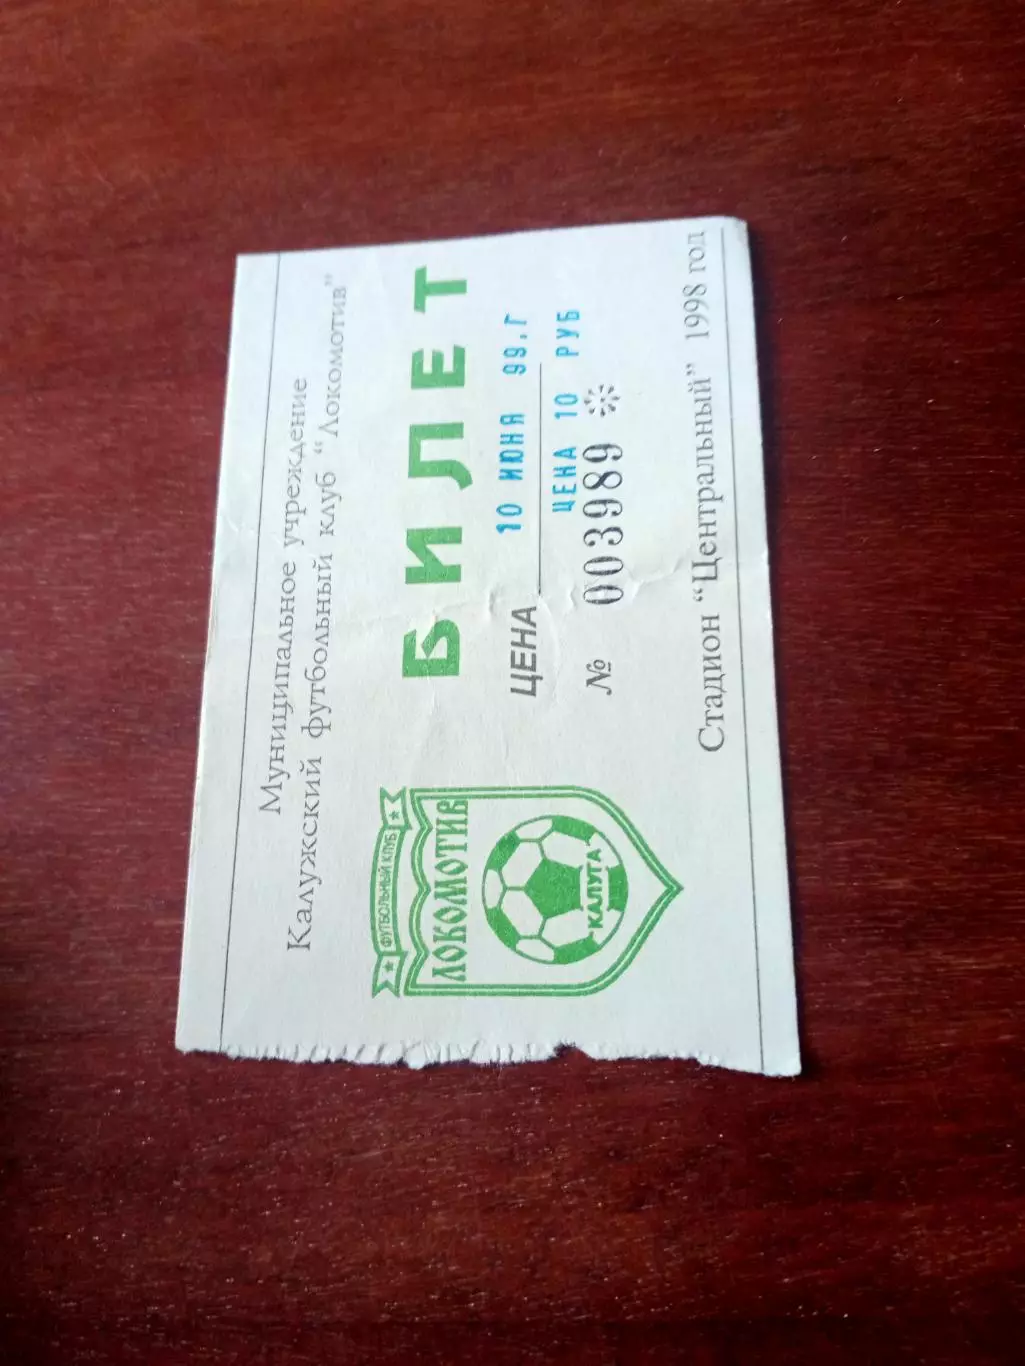 Муниципальное учреждение
Калужский футбольный клуб "Локомотив"
БИЛЕТ
10 ИЮНЯ 99.Г
ЦЕНА
ЦЕНА 10 РУБ
№ 003989
Стадион "Центральный" 1998 год
ФУТБОЛЬНЫЙ КЛУБ
ЛОКОМОТИВ
КАЛУГА